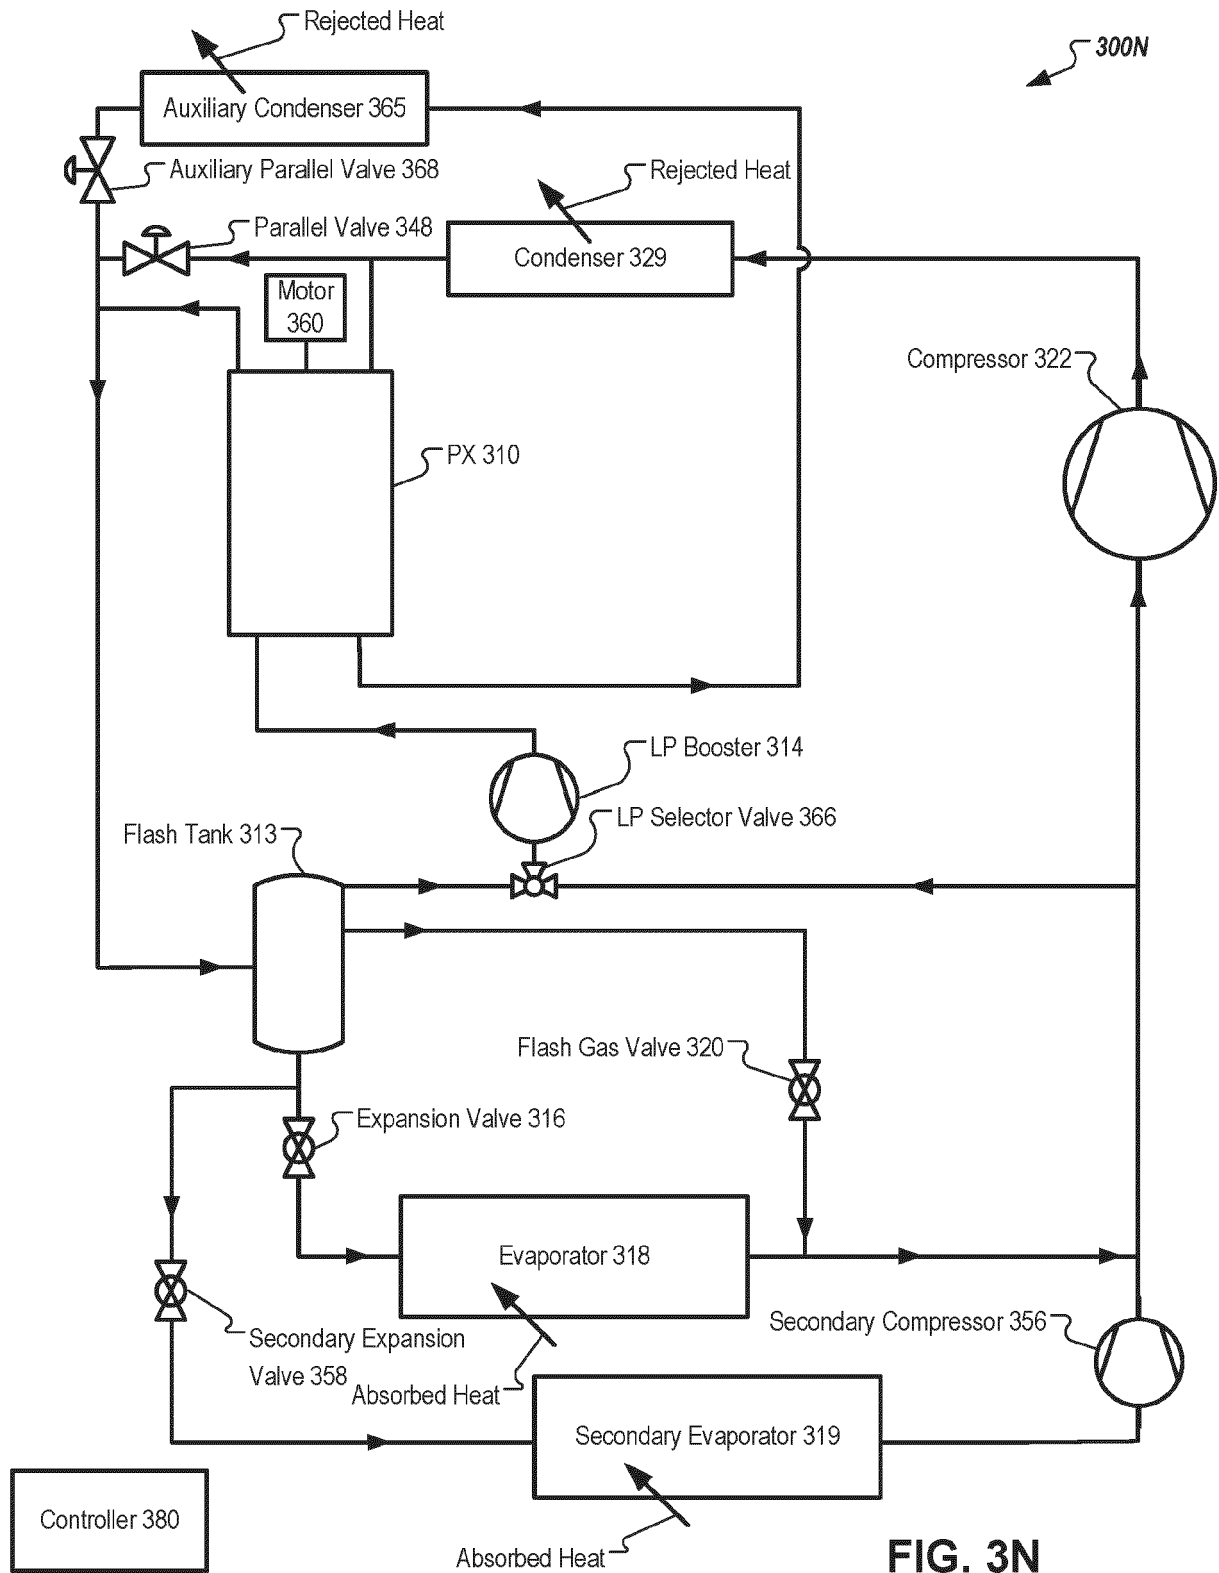 Rejected Heat
300N
Auxiliary Condenser 365
Auxiliary Parallel Valve 368
Rejected Heat
Parallel Valve 348
Condenser 329
Motor
360
Compressor 322
PX 310
LP Booster 314
LP Selector Valve 366
Flash Tank 313
Flash Gas Valve 320
Expansion Valve 316
Evaporator 318
Secondary Compressor 356
Secondary Expansion
Valve 358
Absorbed Heat
Secondary Evaporator 319
Controller 380
Absorbed Heat
FIG. 3N